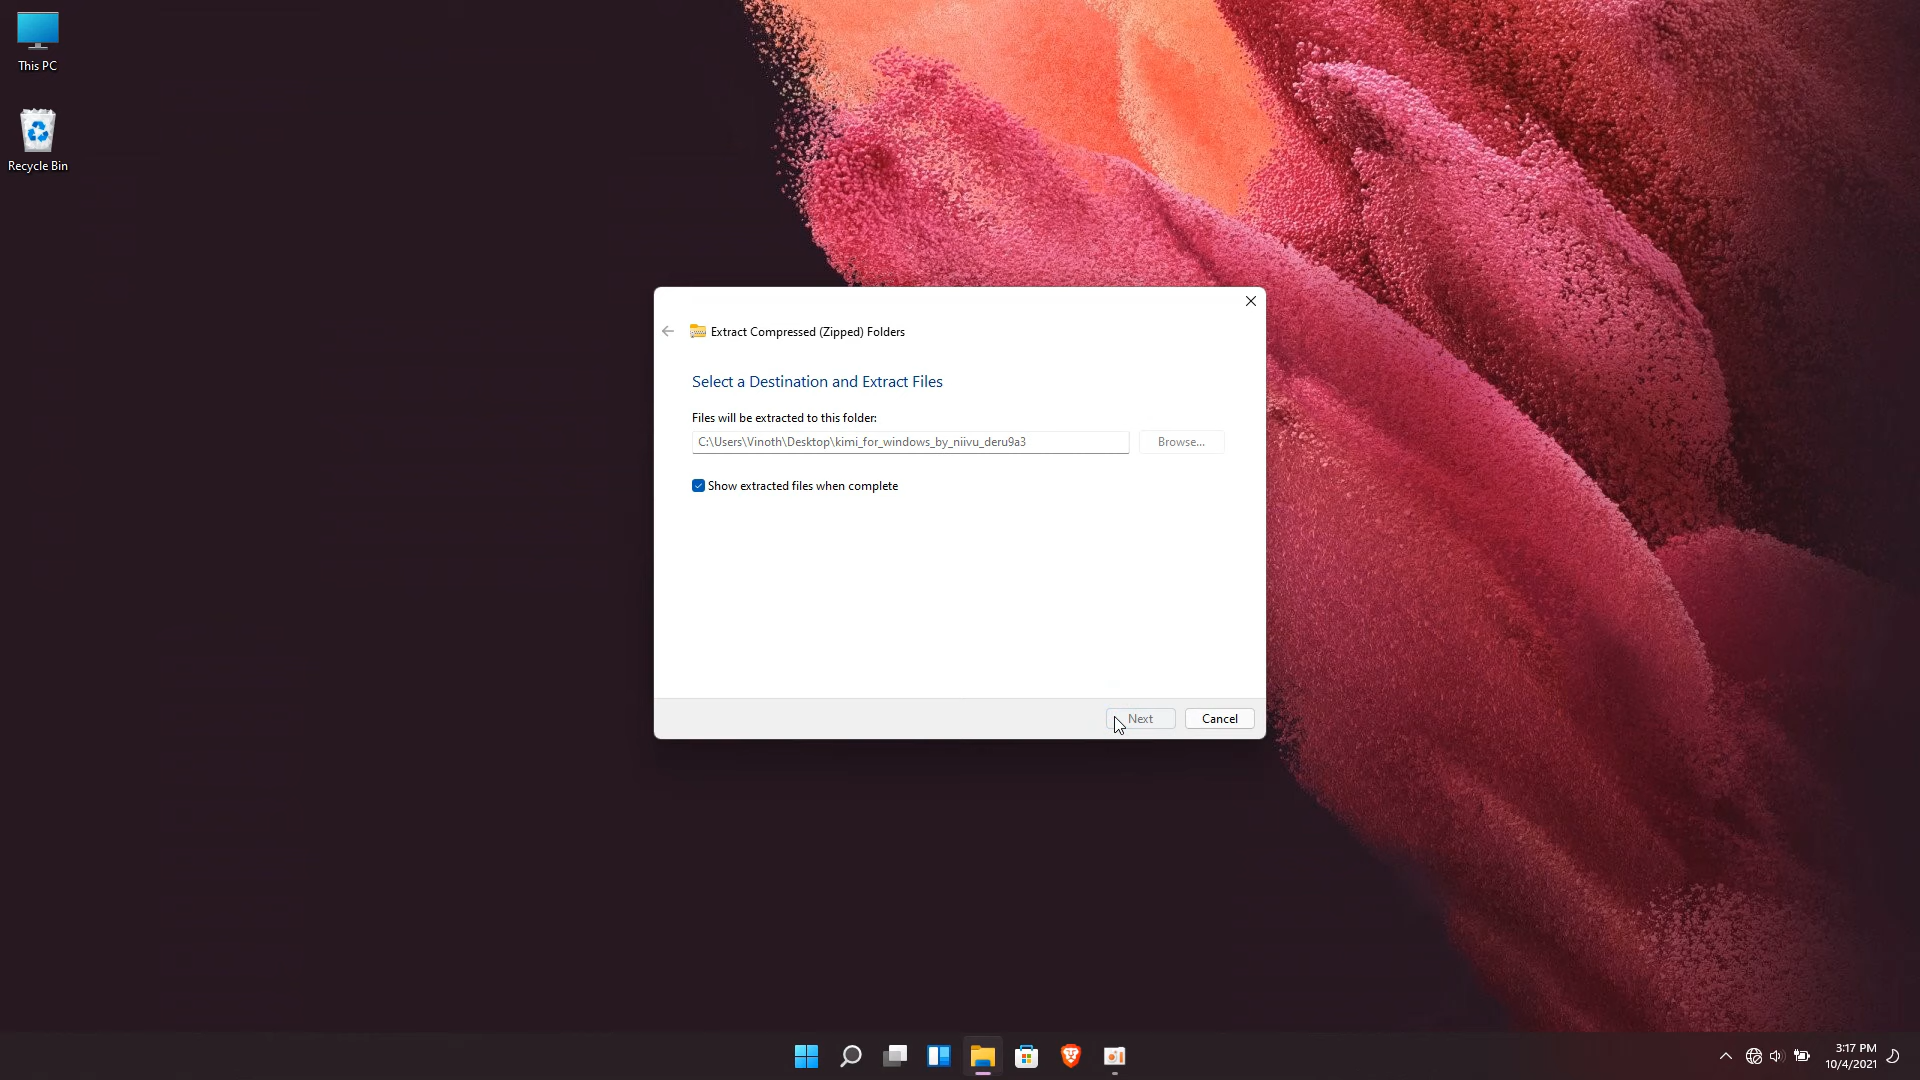 This PC
Recycle Bin
Extract Compressed (Zipped) Folders
Select a Destination and Extract Files
Files will be extracted to this folder:
C:\Users\Vinoth\Desktop\kimi_for_windows_by_niivu_deru9a3
Browse...
Show extracted files when complete
Next
Cancel
3:17 PM
10/4/2021